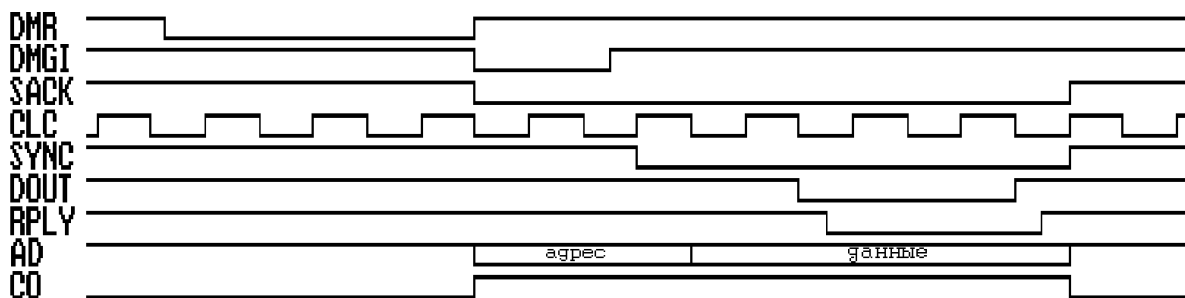 DMR
DMGI
SACK
CLC
SYNC
DOUT
RPLY
AD адрес данные
CO